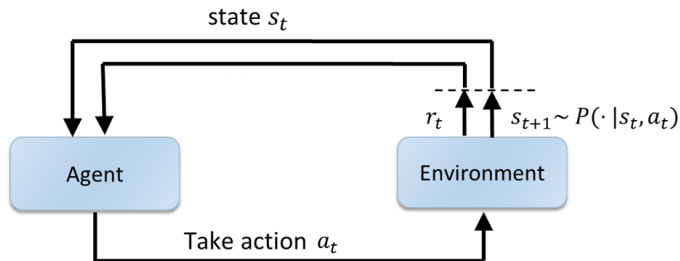 state s_t
r_t
s_{t+1}~ P(· |s_t, a_t)
Agent
Environment
Take action a_t